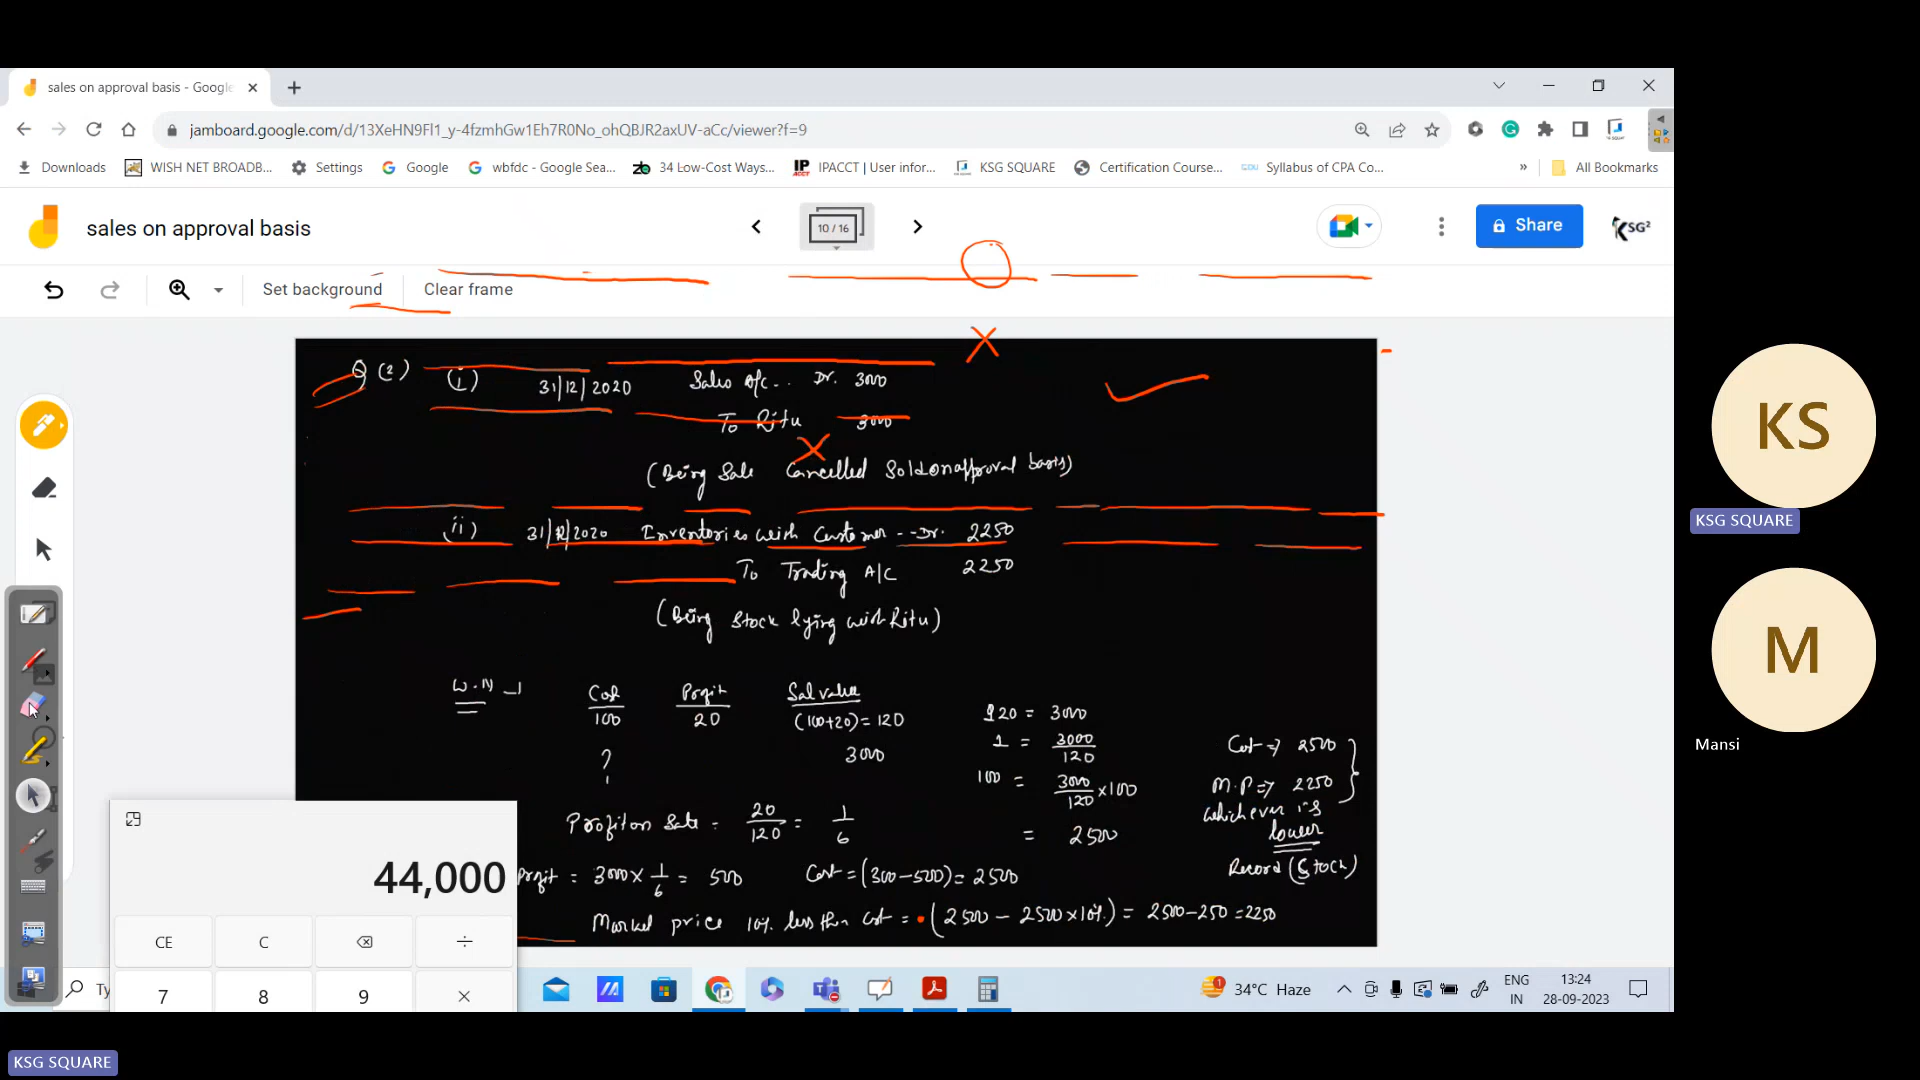 sales on approval basis - Google
jamboard.google.com/d/13XeHN9Fl1_y-4fzmhGw1Eh7R0No_ohQBJR2axUV-aCc/viewer?f=9
Downloads WISH NET BROADB... Settings Google wbfdc - Google Sea... 34 Low-Cost Ways... IPACCT | User infor... KSG SQUARE Certification Course... Syllabus of CPA Co... » All Bookmarks
sales on approval basis
10 / 16
Share
KSG²
Set background Clear frame
Q (2) (i) 31/12/2020 Sales A/c.. Dr. 3000
To Ritu 3000
(Being Sale Cancelled Sold on approval basis)
(ii) 31/12/2020 Inventories with Customer -- Dr. 2250
To Trading A/C 2250
(Being Stock lying with Ritu)
W.N -1 Cost Profit Sal value
100 20 (100+20) = 120
? 3000
120 = 3000
1 = 3000/120
100 = 3000/120 x100
= 2500
Cost => 2500
M.P => 2250
whichever is
lower
Record (Stock)
Profit on Sale = 20/120 = 1/6
Profit = 3000 x 1/6 = 500 Cost = (300-500) = 2500
Market price 10% less then Cost = (2500 - 2500x10%) = 2500-250 = 2250
44,000
CE C ÷
7 8 9 ×
Ty
34°C Haze
ENG
IN
13:24
28-09-2023
KS
KSG SQUARE
M
Mansi
KSG SQUARE